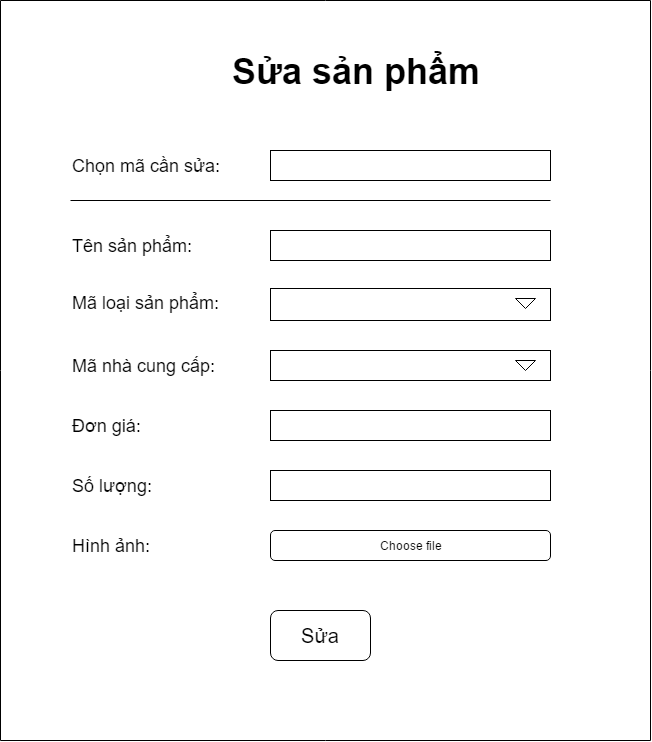 Sửa sản phẩm
Chọn mã cần sửa:
Tên sản phẩm:
Mã loại sản phẩm:
Mã nhà cung cấp:
Đơn giá:
Số lượng:
Hình ảnh:
Choose file
Sửa